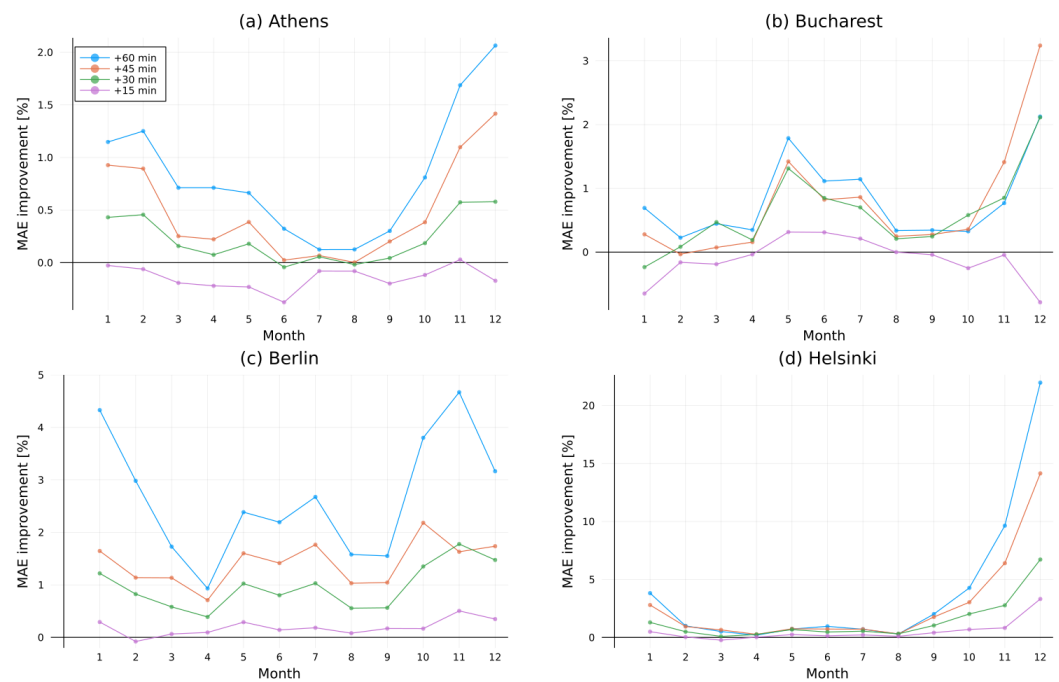 (a) Athens
MAE improvement [%]
2.0
1.5
1.0
0.5
0.0
+60 min
+45 min
+30 min
+15 min
1 2 3 4 5 6 7 8 9 10 11 12
Month
(b) Bucharest
MAE improvement [%]
3
2
1
0
1 2 3 4 5 6 7 8 9 10 11 12
Month
(c) Berlin
MAE improvement [%]
5
4
3
2
1
0
1 2 3 4 5 6 7 8 9 10 11 12
Month
(d) Helsinki
MAE improvement [%]
20
15
10
5
0
1 2 3 4 5 6 7 8 9 10 11 12
Month